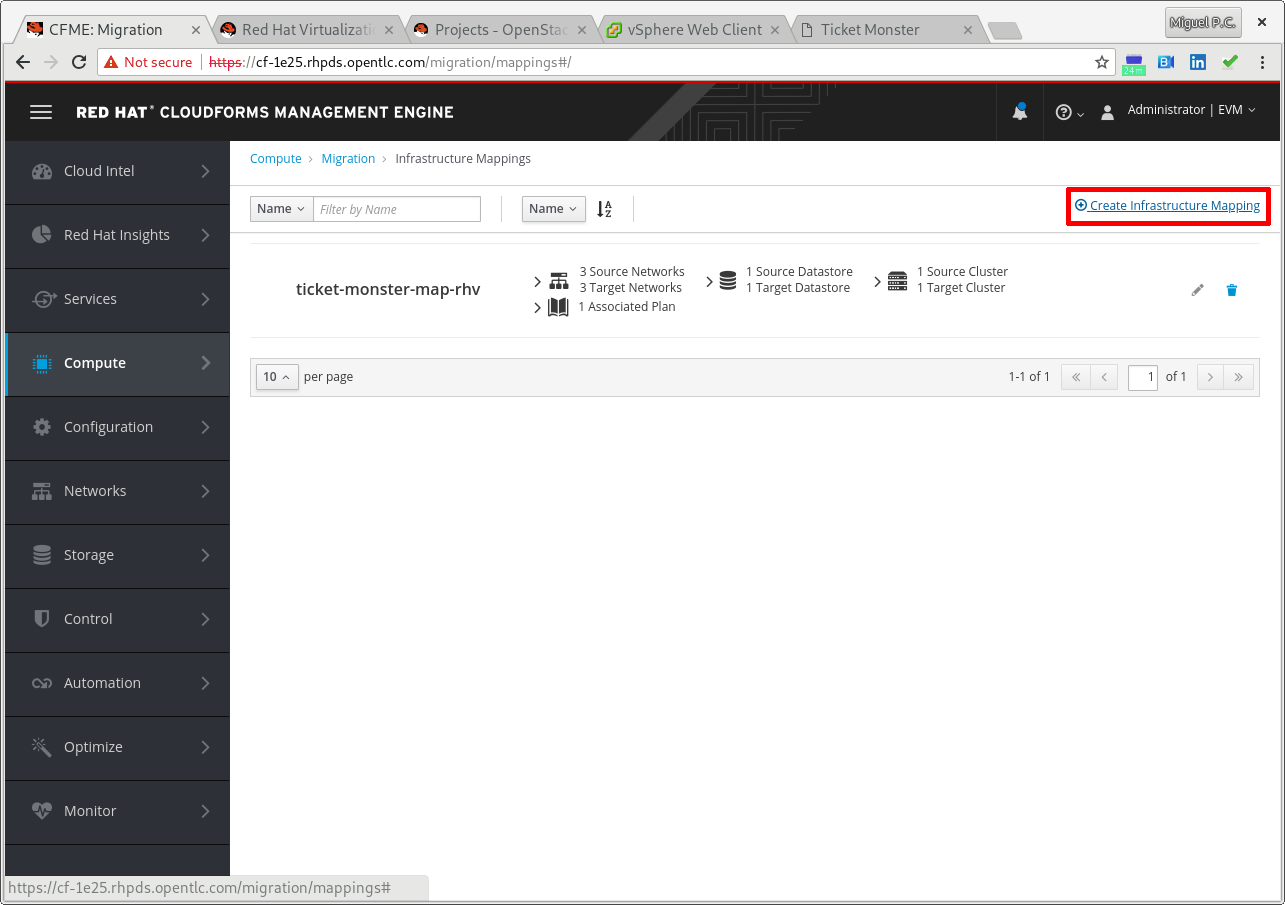 CFME: Migration
Red Hat Virtualizatio
Projects - OpenStac
vSphere Web Client
Ticket Monster
Miguel P.C.
Not secure
https://cf-1e25.rhpds.opentlc.com/migration/mappings#/
24m
RED HAT® CLOUDFORMS MANAGEMENT ENGINE
Administrator | EVM
Cloud Intel
Red Hat Insights
Services
Compute
Configuration
Networks
Storage
Control
Automation
Optimize
Monitor
Compute > Migration > Infrastructure Mappings
Name
Filter by Name
Name
Create Infrastructure Mapping
ticket-monster-map-rhv
3 Source Networks
3 Target Networks
1 Source Datastore
1 Target Datastore
1 Source Cluster
1 Target Cluster
1 Associated Plan
10 per page
1-1 of 1
1 of 1
https://cf-1e25.rhpds.opentlc.com/migration/mappings#